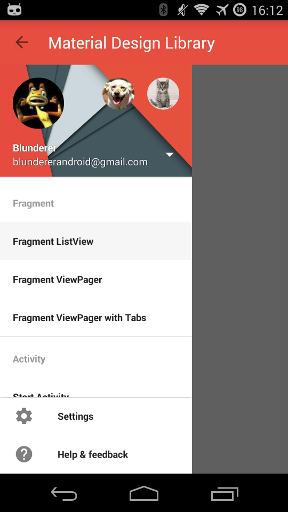 16:12
Material Design Library
Blunderer
blundererandroid@gmail.com
Fragment
Fragment ListView
Fragment ViewPager
Fragment ViewPager with Tabs
Activity
Start Activity
Settings
Help & feedback